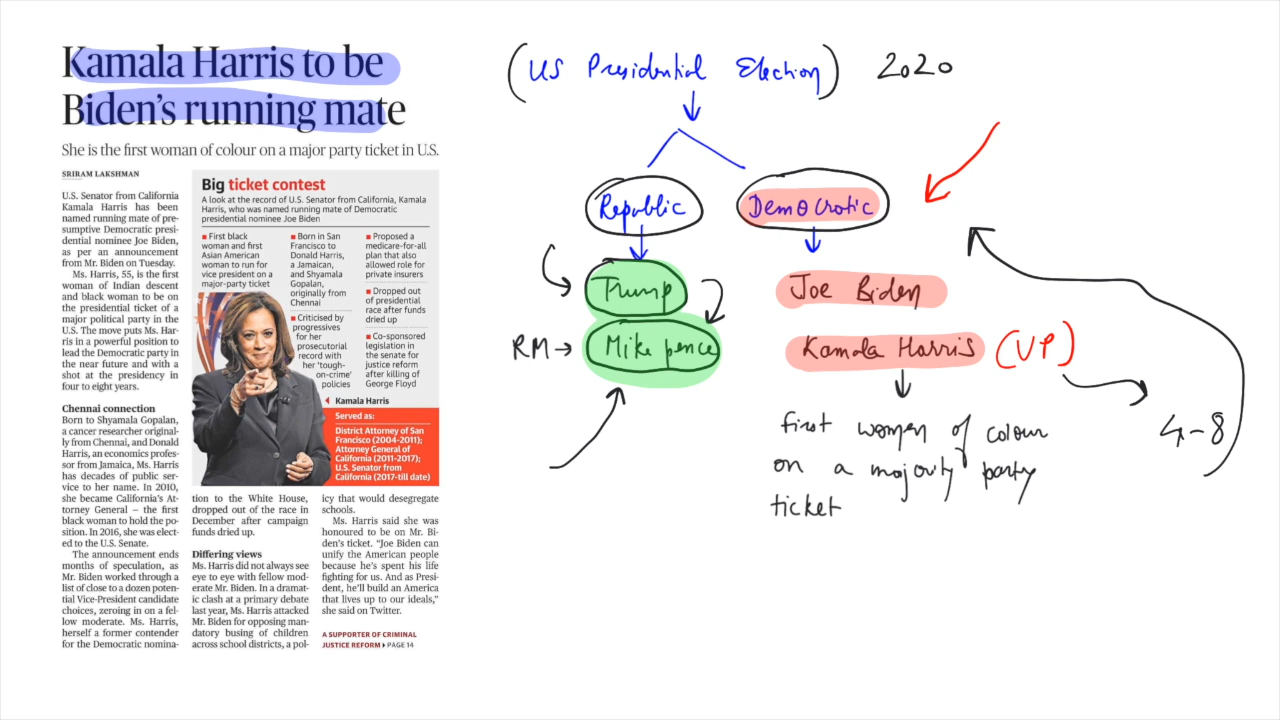 Kamala Harris to be
Biden's running mate
She is the first woman of colour on a major party ticket in U.S.
SRIRAM LAKSHMAN
U.S. Senator from California
Kamala Harris has been
named running mate of pre-
sumptive Democratic presi-
dential nominee Joe Biden,
as per an announcement
from Mr. Biden on Tuesday.
Ms. Harris, 55, is the first
woman of Indian descent
and black woman to be on
the presidential ticket of a
major political party in the
U.S. The move puts Ms. Har-
ris in a powerful position to
lead the Democratic party in
the near future and with a
shot at the presidency in
four to eight years.
Chennai connection
Born to Shyamala Gopalan,
a cancer researcher original-
ly from Chennai, and Donald
Harris, an economics profes-
sor from Jamaica, Ms. Harris
has decades of public ser-
vice to her name. In 2010,
she became California's At-
torney General – the first
black woman to hold the po-
sition. In 2016, she was elect-
ed to the U.S. Senate.
The announcement ends
months of speculation, as
Mr. Biden worked through a
list of close to a dozen poten-
tial Vice-President candidate
choices, zeroing in on a fel-
low moderate. Ms. Harris,
herself a former contender
for the Democratic nomina-
Big ticket contest
A look at the record of U.S. Senator from California, Kamala
Harris, who was named running mate of Democratic
presidential nominee Joe Biden
■ First black
woman and first
Asian American
woman to run for
vice president on a
major-party ticket
■ Born in San
Francisco to
Donald Harris,
a Jamaican,
and Shyamala
Gopalan,
originally from
Chennai
■ Criticised by
progressives
for her
prosecutorial
record with
her 'tough-
on-crime'
policies
■ Proposed a
medicare-for-all
plan that also
allowed role for
private insurers
■ Dropped out
of presidential
race after funds
dried up
■ Co-sponsored
legislation in
the senate for
justice reform
after killing of
George Floyd
Kamala Harris
Served as:
District Attorney of San
Francisco (2004-2011);
Attorney General of
California (2011-2017);
U.S. Senator from
California (2017-till date)
tion to the White House,
dropped out of the race in
December after campaign
funds dried up.
Differing views
Ms. Harris did not always see
eye to eye with fellow mod-
erate Mr. Biden. In a dramat-
ic clash at a primary debate
last year, Ms. Harris attacked
Mr. Biden for opposing man-
datory busing of children
across school districts, a pol-
icy that would desegregate
schools.
Ms. Harris said she was
honoured to be on Mr. Bi-
den's ticket. "Joe Biden can
unify the American people
because he's spent his life
fighting for us. And as Presi-
dent, he'll build an America
that lives up to our ideals,"
she said on Twitter.
A SUPPORTER OF CRIMINAL
JUSTICE REFORM PAGE 14
(US Presidential Election) 2020
Republic Democratic
Trump Joe Biden
RM → Mike pence Kamala Harris (VP)
first women of colour 4-8
on a majority party
ticket